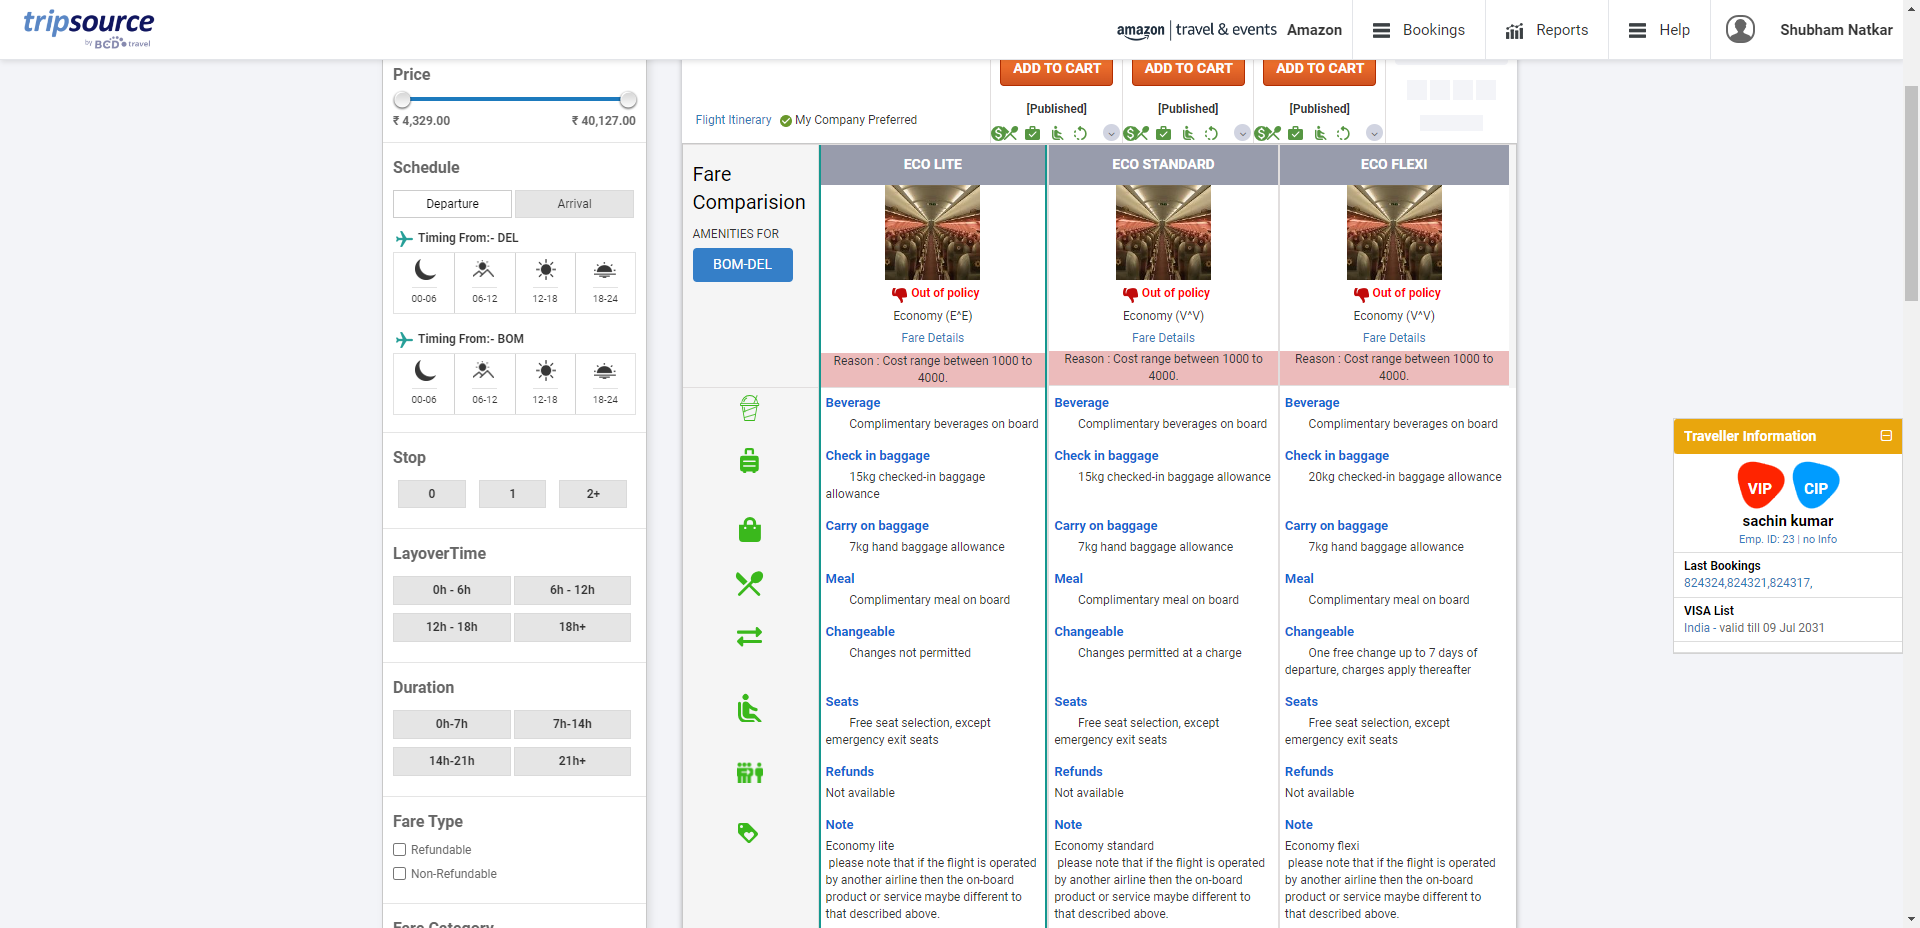 tripsource
by BCD travel
amazon | travel & events Amazon
Bookings
Reports
Help
Shubham Natkar
Price
₹ 4,329.00
₹ 40,127.00
Schedule
Departure
Arrival
Timing From:- DEL
00-06
06-12
12-18
18-24
Timing From:- BOM
00-06
06-12
12-18
18-24
Stop
0
1
2+
LayoverTime
0h - 6h
6h - 12h
12h - 18h
18h+
Duration
0h-7h
7h-14h
14h-21h
21h+
Fare Type
Refundable
Non-Refundable
Fare Category
ADD TO CART
ADD TO CART
ADD TO CART
[Published]
[Published]
[Published]
Flight Itinerary
My Company Preferred
Fare
Comparision
AMENITIES FOR
BOM-DEL
ECO LITE
Out of policy
Economy (E^E)
Fare Details
Reason : Cost range between 1000 to
4000.
Beverage
Complimentary beverages on board
Check in baggage
15kg checked-in baggage
allowance
Carry on baggage
7kg hand baggage allowance
Meal
Complimentary meal on board
Changeable
Changes not permitted
Seats
Free seat selection, except
emergency exit seats
Refunds
Not available
Note
Economy lite
please note that if the flight is operated
by another airline then the on-board
product or service maybe different to
that described above.
ECO STANDARD
Out of policy
Economy (V^V)
Fare Details
Reason : Cost range between 1000 to
4000.
Beverage
Complimentary beverages on board
Check in baggage
15kg checked-in baggage allowance
Carry on baggage
7kg hand baggage allowance
Meal
Complimentary meal on board
Changeable
Changes permitted at a charge
Seats
Free seat selection, except
emergency exit seats
Refunds
Not available
Note
Economy standard
please note that if the flight is operated
by another airline then the on-board
product or service maybe different to
that described above.
ECO FLEXI
Out of policy
Economy (V^V)
Fare Details
Reason : Cost range between 1000 to
4000.
Beverage
Complimentary beverages on board
Check in baggage
20kg checked-in baggage allowance
Carry on baggage
7kg hand baggage allowance
Meal
Complimentary meal on board
Changeable
One free change up to 7 days of
departure, charges apply thereafter
Seats
Free seat selection, except
emergency exit seats
Refunds
Not available
Note
Economy flexi
please note that if the flight is operated
by another airline then the on-board
product or service maybe different to
that described above.
Traveller Information
VIP
CIP
sachin kumar
Emp. ID: 23 | no Info
Last Bookings
824324,824321,824317,
VISA List
India - valid till 09 Jul 2031